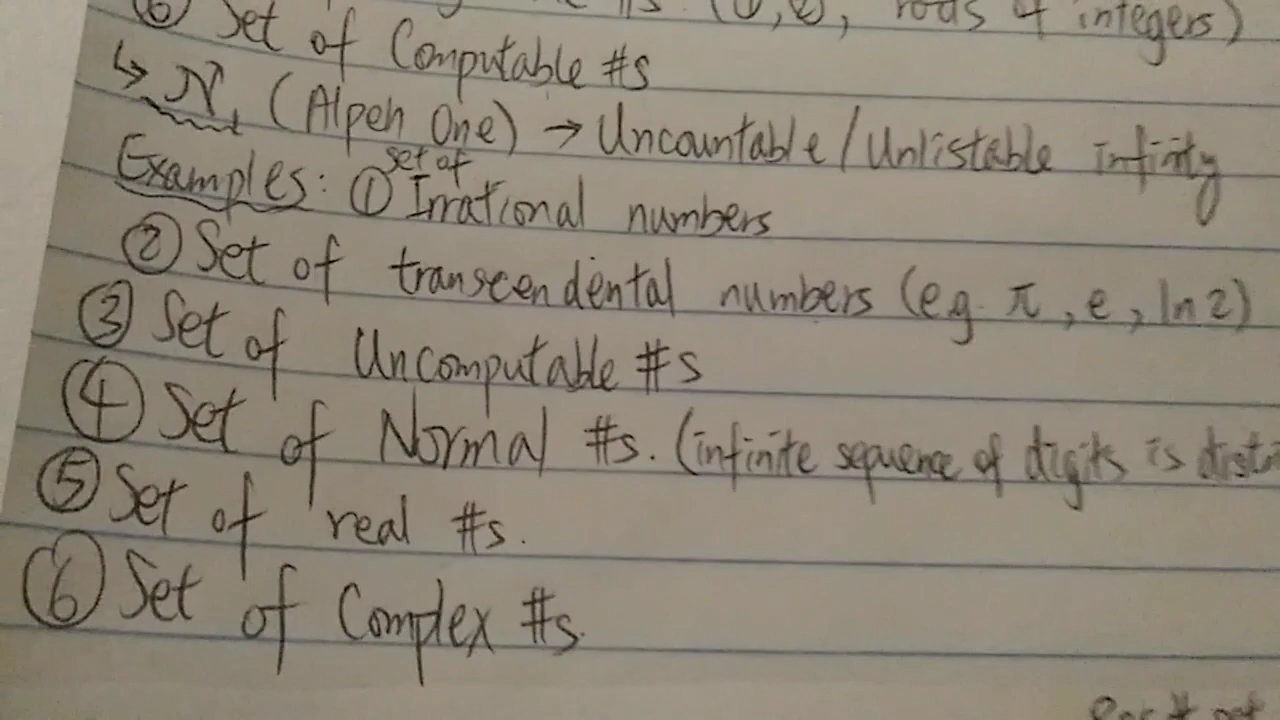 ⑥ Set of Computable #s
↳ ℵ₁ (Alpeh One) → Uncountable/Unlistable infinity
Examples: ① set of Irrational numbers
② Set of transcendental numbers (eg. π, e, ln 2)
③ Set of Uncomputable #s
④ Set of Normal #s. (infinite sequence of digits is
⑤ Set of real #s.
⑥ Set of Complex #s.